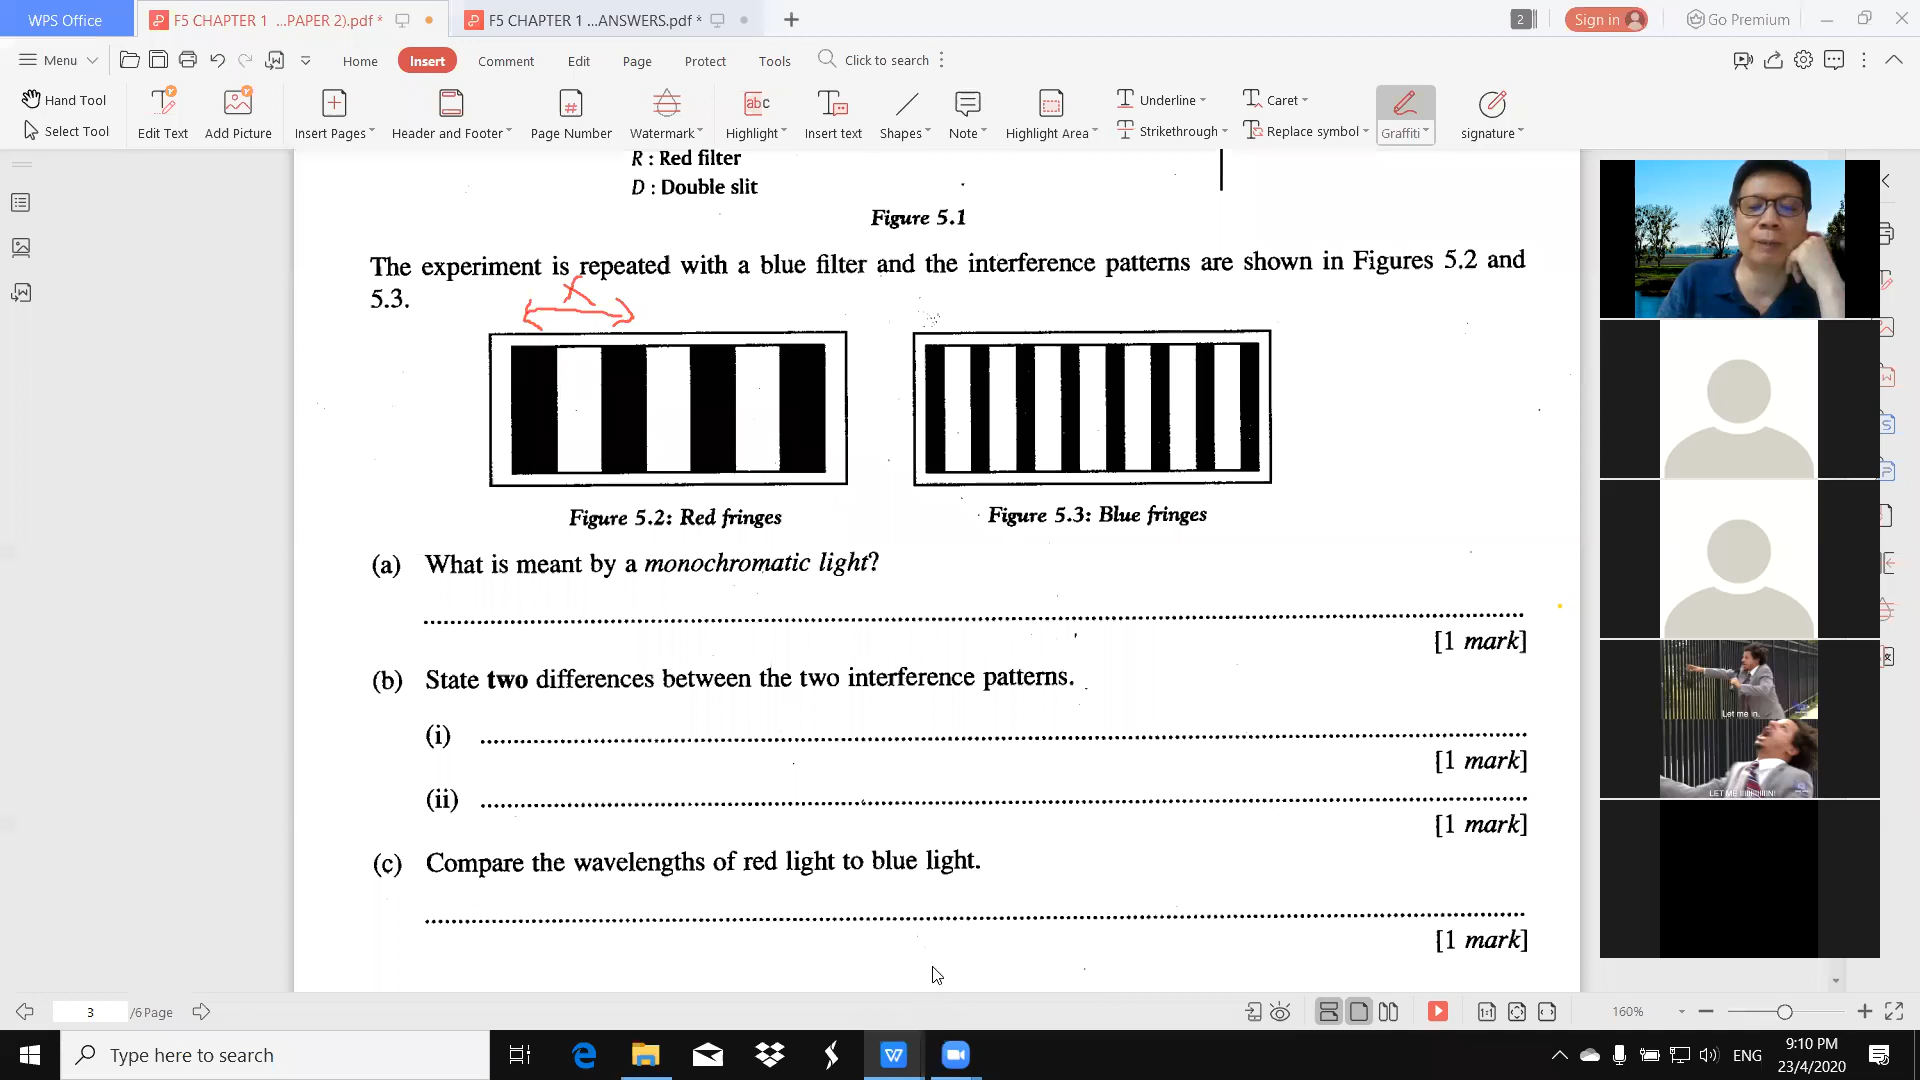 WPS Office
F5 CHAPTER 1 ...PAPER 2).pdf *
F5 CHAPTER 1 ...ANSWERS.pdf *
2
Sign in
Go Premium
Menu
Home
Insert
Comment
Edit
Page
Protect
Tools
Click to search
Hand Tool
Select Tool
Edit Text
Add Picture
Insert Pages
Header and Footer
Page Number
Watermark
Highlight
Insert text
Shapes
Note
Highlight Area
Underline
Strikethrough
Caret
Replace symbol
Graffiti
signature
R : Red filter
D : Double slit
Figure 5.1
The experiment is repeated with a blue filter and the interference patterns are shown in Figures 5.2 and
5.3.
x
Figure 5.2: Red fringes
Figure 5.3: Blue fringes
(a) What is meant by a monochromatic light?
[1 mark]
(b) State two differences between the two interference patterns.
(i)
[1 mark]
(ii)
[1 mark]
(c) Compare the wavelengths of red light to blue light.
[1 mark]
Let me in.
3 /6 Page
160%
Type here to search
ENG
9:10 PM
23/4/2020